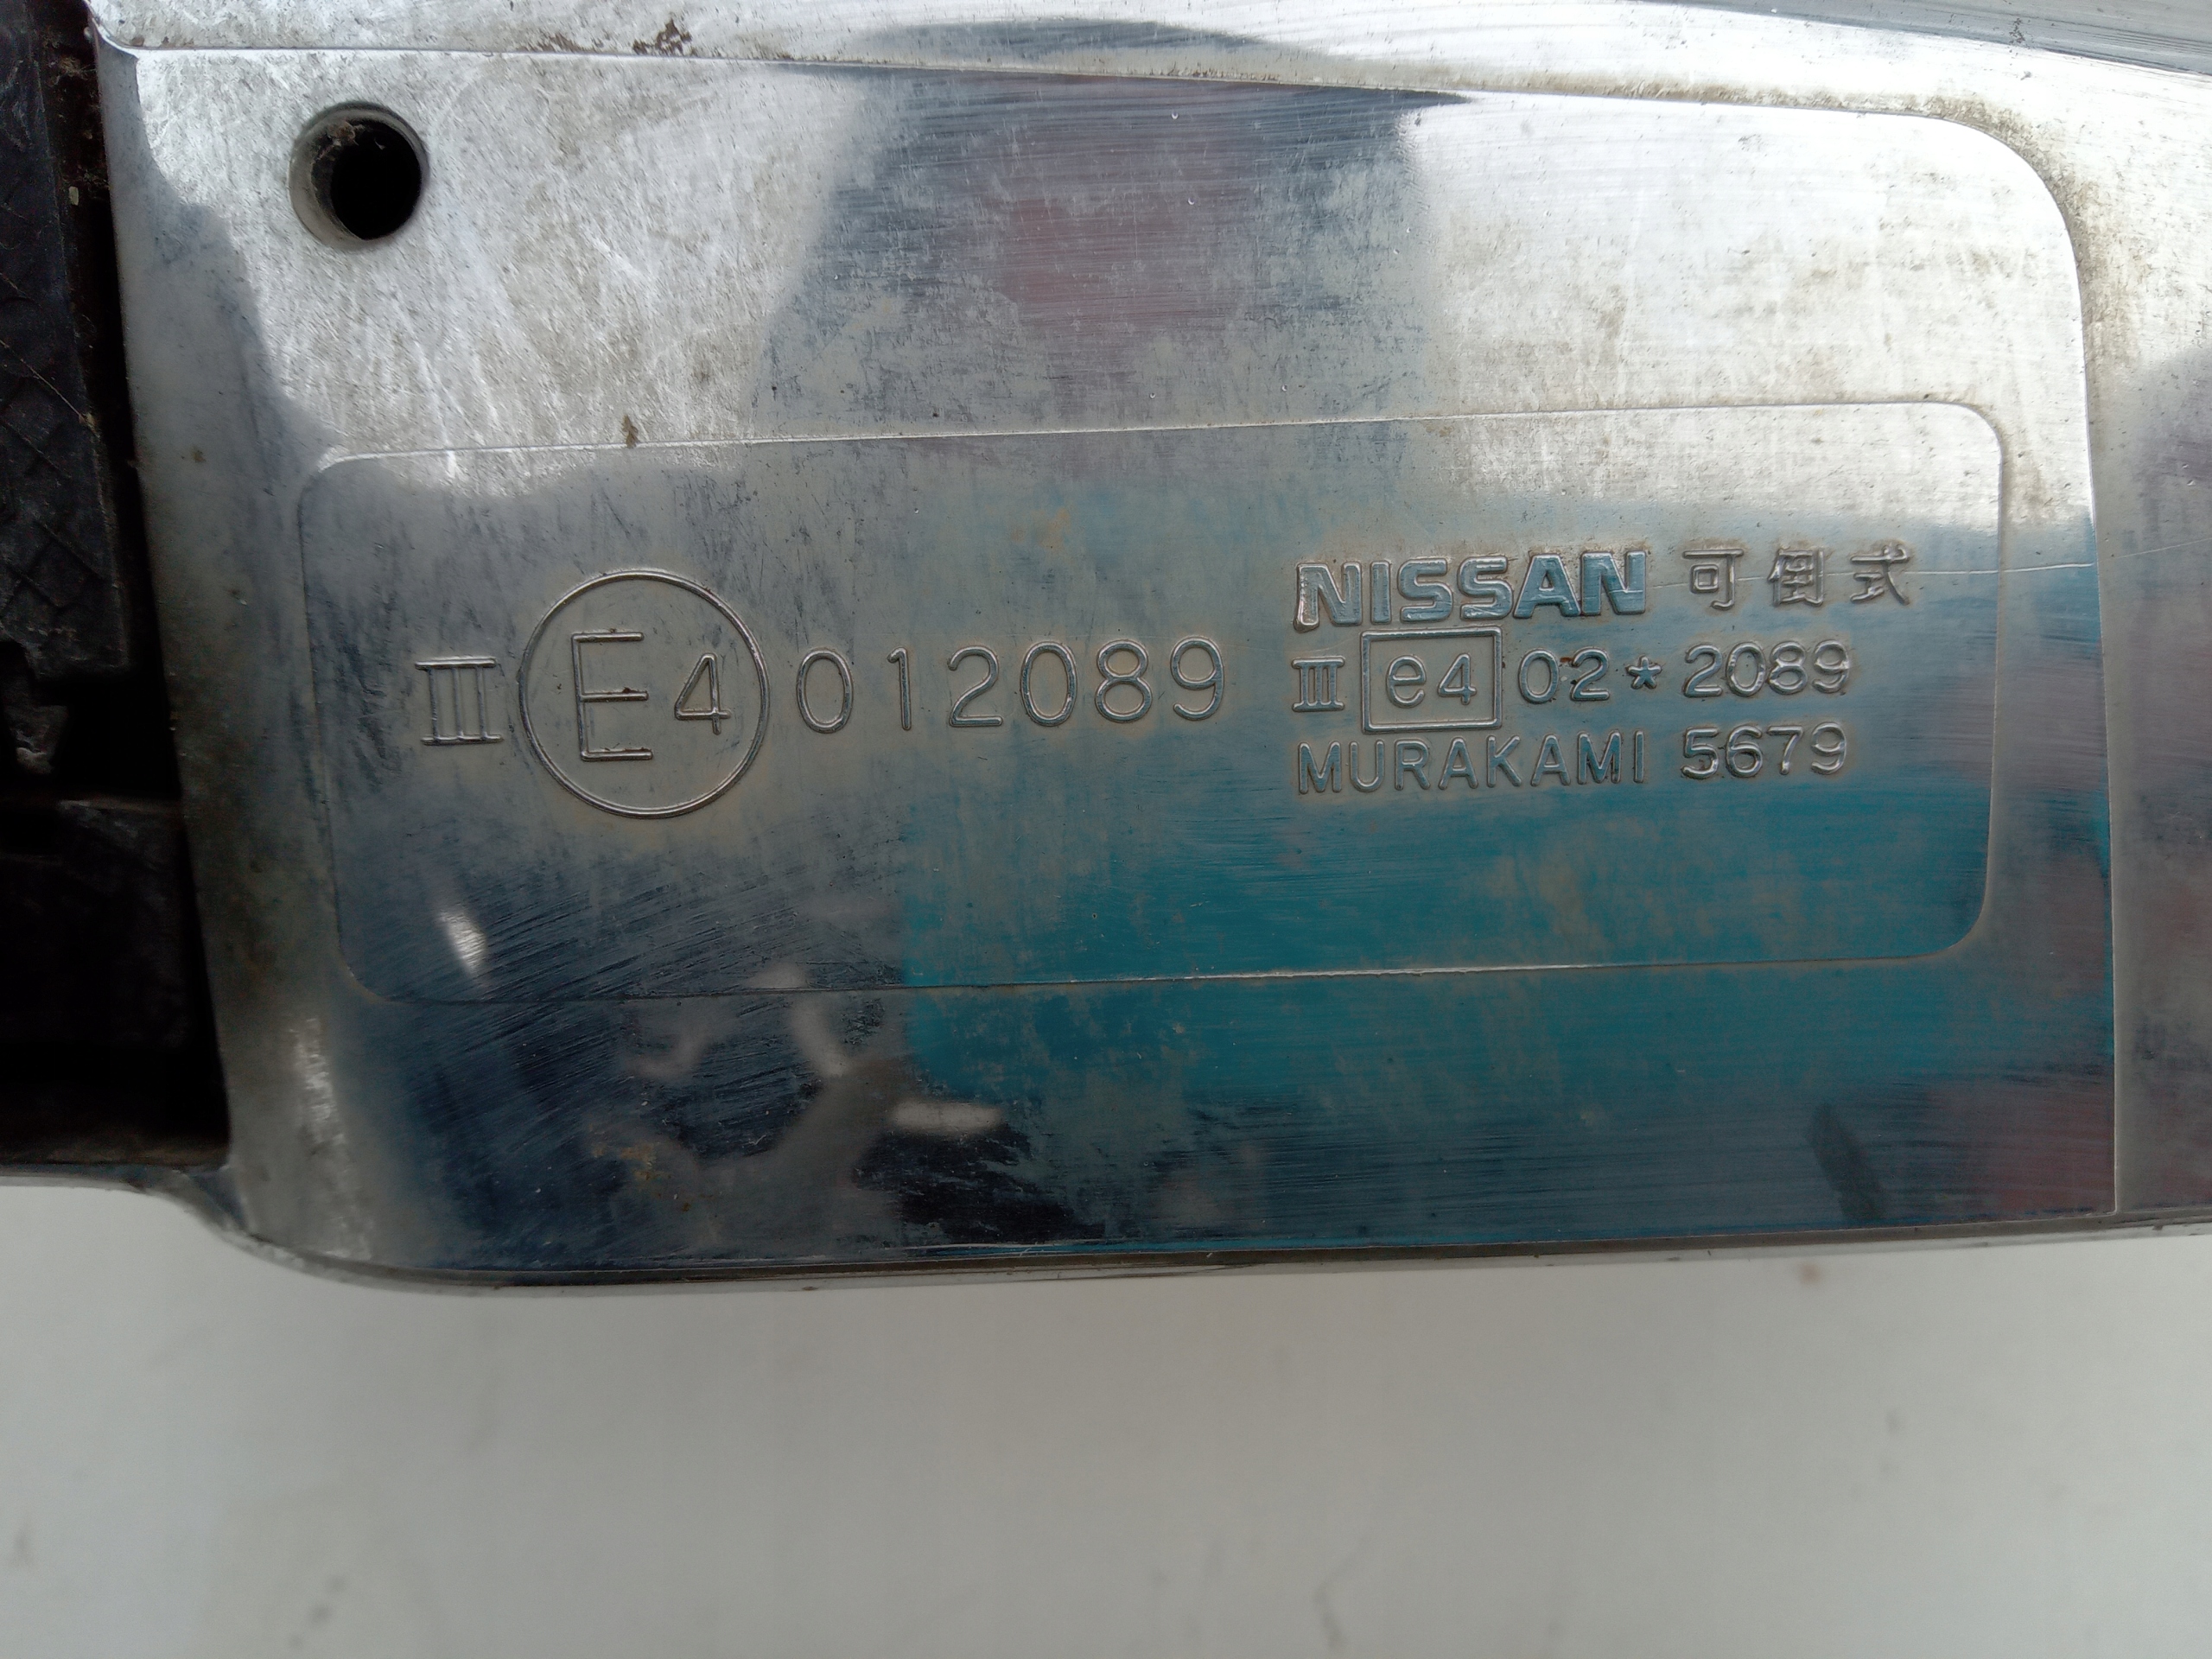 III E4 012089
NISSAN 可倒式
III e4 02*2089
MURAKAMI 5679